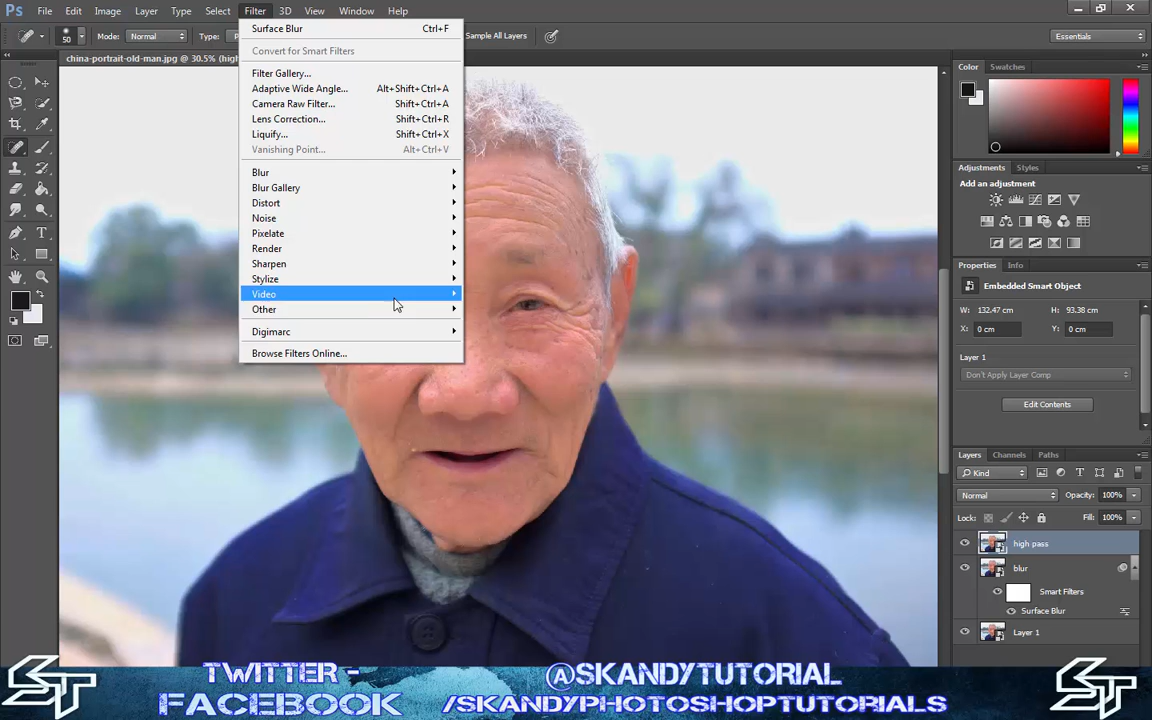 Ps File Edit Image Layer Type Select Filter 3D View Window Help
50 Mode: Normal Type: Sample All Layers Essentials
china-portrait-old-man.jpg @ 30.5% (hig
Surface Blur Ctrl+F
Convert for Smart Filters
Filter Gallery...
Adaptive Wide Angle... Alt+Shift+Ctrl+A
Camera Raw Filter... Shift+Ctrl+A
Lens Correction... Shift+Ctrl+R
Liquify... Shift+Ctrl+X
Vanishing Point... Alt+Ctrl+V
Blur
Blur Gallery
Distort
Noise
Pixelate
Render
Sharpen
Stylize
Video
Other
Digimarc
Browse Filters Online...
Color Swatches
Adjustments Styles
Add an adjustment
Properties Info
Embedded Smart Object
W: 132.47 cm H: 93.38 cm
X: 0 cm Y: 0 cm
Layer 1
Don't Apply Layer Comp
Edit Contents
Layers Channels Paths
Kind
Normal Opacity: 100%
Lock: Fill: 100%
high pass
blur
Smart Filters
Surface Blur
Layer 1
ST TWITTER - @SKANDYTUTORIAL ST
FACEBOOK /SKANDYPHOTOSHOPTUTORIALS